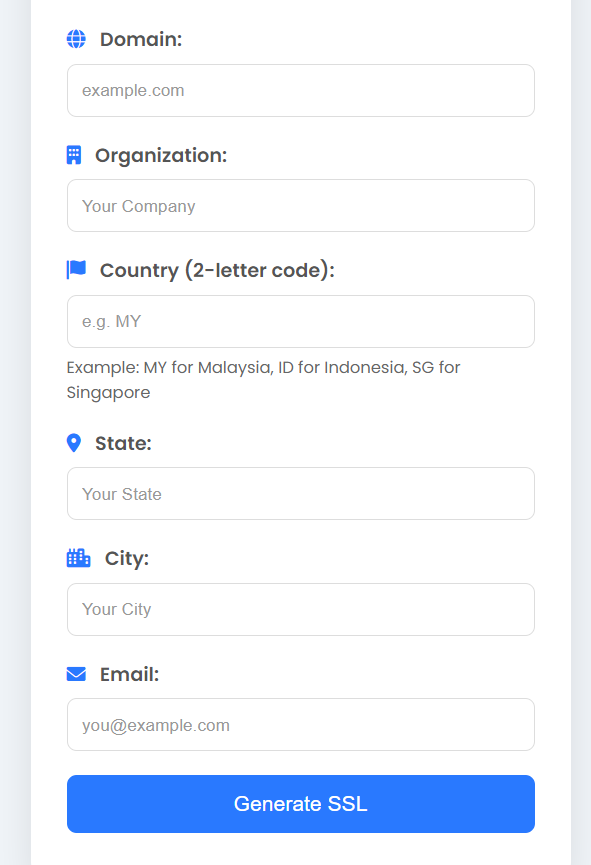 Domain:
example.com
Organization:
Your Company
Country (2-letter code):
e.g. MY
Example: MY for Malaysia, ID for Indonesia, SG for
Singapore
State:
Your State
City:
Your City
Email:
you@example.com
Generate SSL